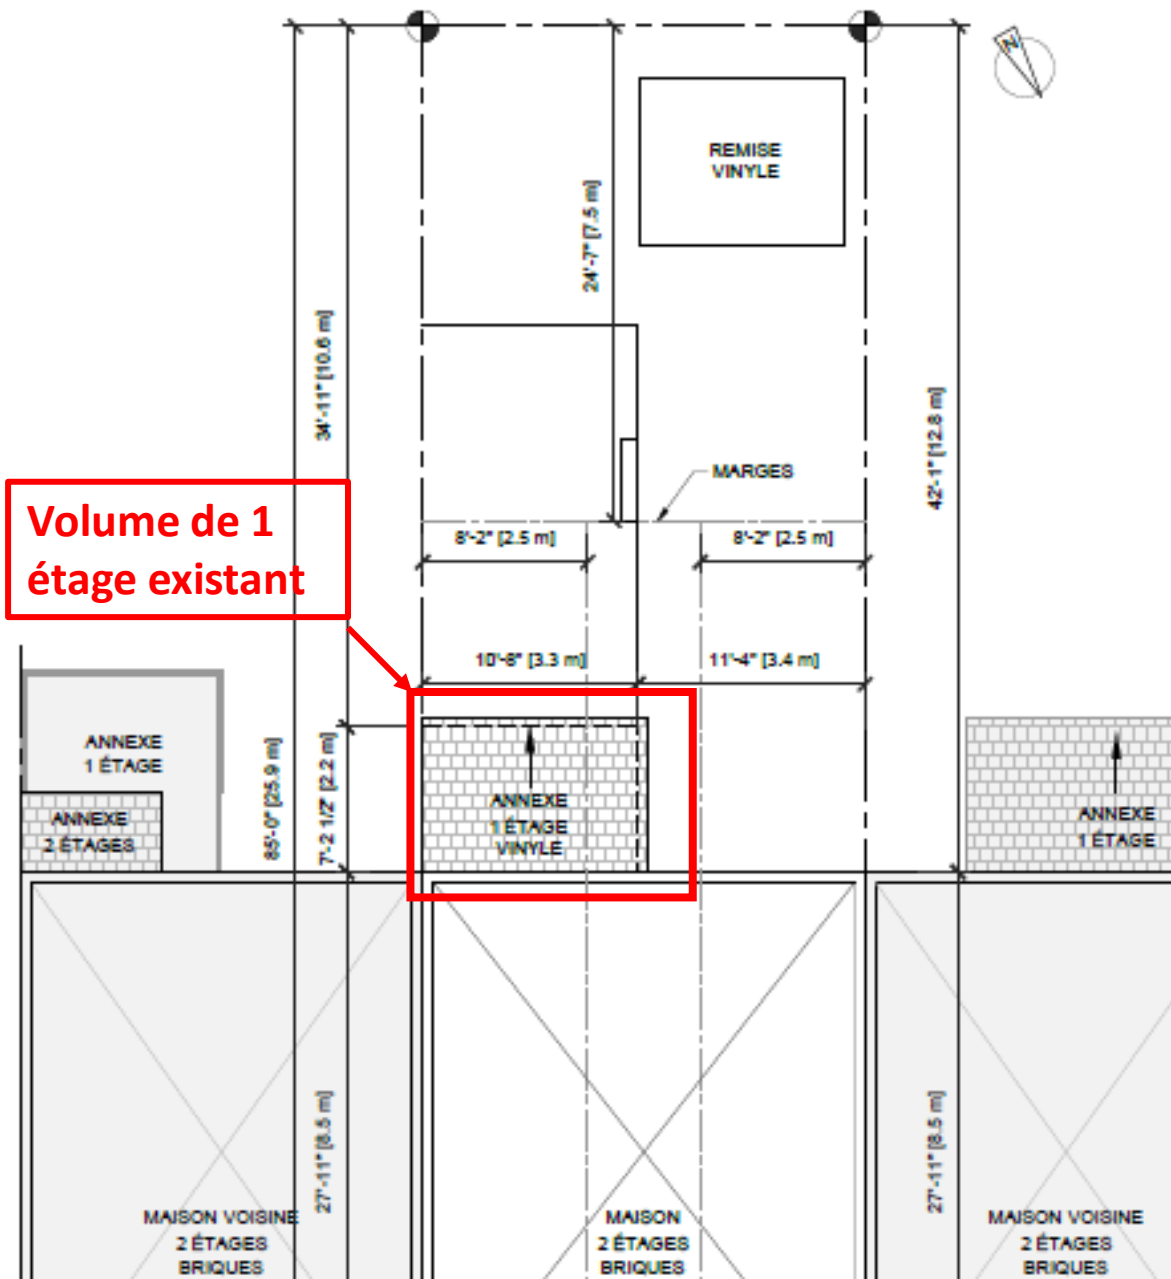 N
REMISE
VINYLE
24'-7" [7.5 m]
34'-11" [10.6 m]
42'-1" [12.8 m]
MARGES
Volume de 1
étage existant
8'-2" [2.5 m]
8'-2" [2.5 m]
10'-8" [3.3 m]
11'-4" [3.4 m]
ANNEXE
1 ÉTAGE
ANNEXE
2 ÉTAGES
85'-0" [25.9 m]
7'-2 1/2" [2.2 m]
ANNEXE
1 ÉTAGE
VINYLE
ANNEXE
1 ÉTAGE
27'-11" [8.5 m]
27'-11" [8.5 m]
MAISON VOISINE
2 ÉTAGES
BRIQUES
MAISON
2 ÉTAGES
BRIQUES
MAISON VOISINE
2 ÉTAGES
BRIQUES